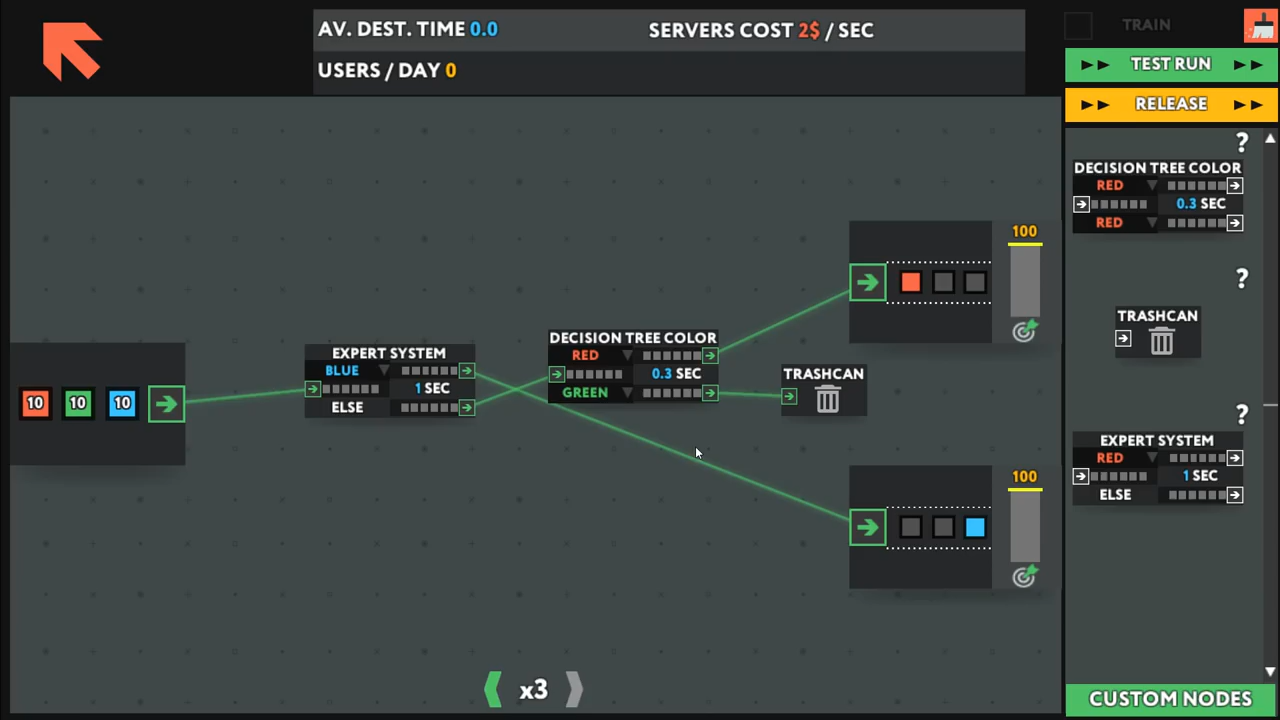 AV. DEST. TIME 0.0
SERVERS COST 2$ / SEC
USERS / DAY 0
TRAIN
TEST RUN
RELEASE
?
DECISION TREE COLOR
RED
0.3 SEC
RED
?
TRASHCAN
?
EXPERT SYSTEM
RED
1 SEC
ELSE
CUSTOM NODES
10 10 10
EXPERT SYSTEM
BLUE
1 SEC
ELSE
DECISION TREE COLOR
RED
0.3 SEC
GREEN
TRASHCAN
100
100
x3